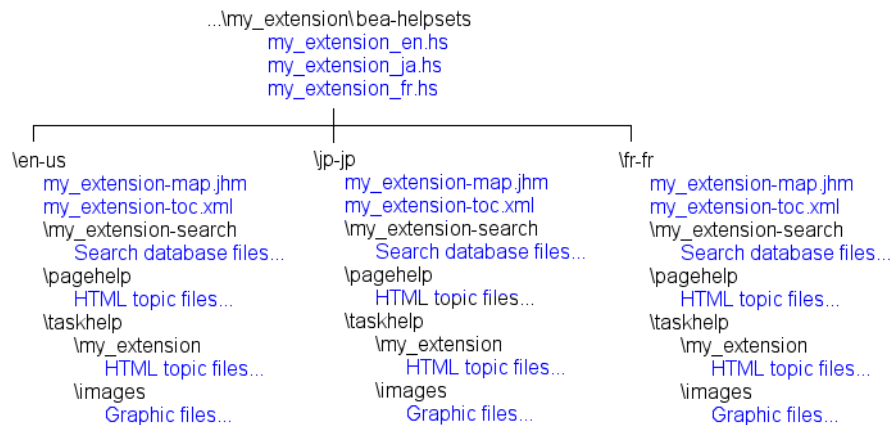 ...\my_extension\bea-helpsets
my_extension_en.hs
my_extension_ja.hs
my_extension_fr.hs
\en-us
my_extension-map.jhm
my_extension-toc.xml
\my_extension-search
Search database files...
\pagehelp
HTML topic files...
\taskhelp
\my_extension
HTML topic files...
\images
Graphic files...
\jp-jp
my_extension-map.jhm
my_extension-toc.xml
\my_extension-search
Search database files...
\pagehelp
HTML topic files...
\taskhelp
\my_extension
HTML topic files...
\images
Graphic files...
\fr-fr
my_extension-map.jhm
my_extension-toc.xml
\my_extension-search
Search database files...
\pagehelp
HTML topic files...
\taskhelp
\my_extension
HTML topic files...
\images
Graphic files...